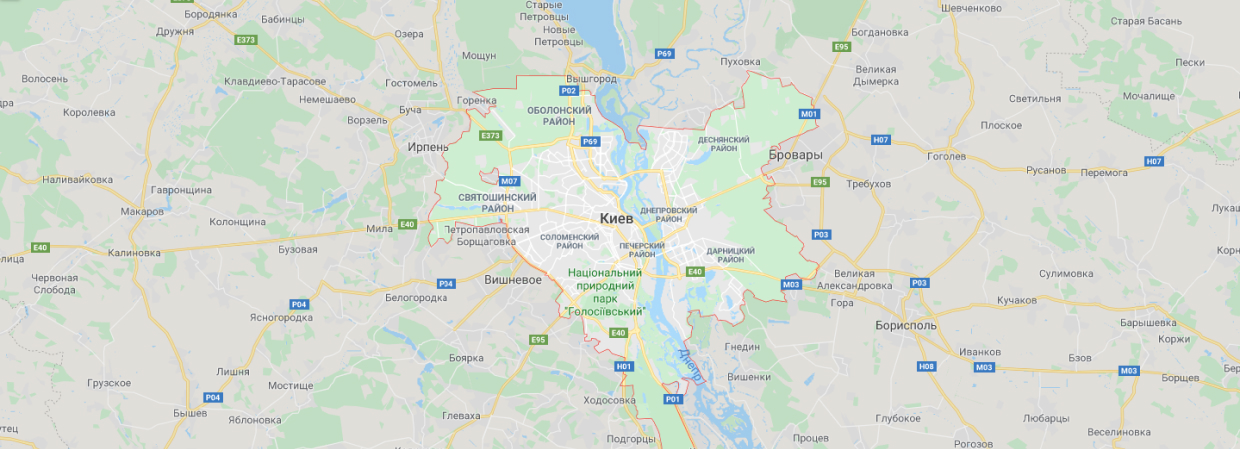 Старые
Петровцы
Шевченково
Бородянка
Бабинцы
Старая Басань
Дружня
E373
Озера
Новые
Петровцы
E95
Богдановка
Мощун
P69
Пуховка
Пески
Волосень
Клавдиево-Тарасове
Гостомель
Вышгород
Великая
Дымерка
Немешаево
Горенка
P02
Светильня
Мочалище
Королевка
Буча
ОБОЛОНСКИЙ
РАЙОН
M01
Ворзель
Плоское
E373
P69
ДЕСНЯНСКИЙ
РАЙОН
H07
Ирпень
Бровары
Гоголев
H07
Наливайковка
M07
E95
Требухов
Русанов
Перемога
Гавронщина
СВЯТОШИНСКИЙ
РАЙОН
Макаров
Киев
ДНЕПРОВСКИЙ
РАЙОН
Колонщина
E40
Мила
Петропавловская
Борщаговка
СОЛОМЕНСКИЙ
РАЙОН
P03
E40
Калиновка
Бузовая
ПЕЧЕРСКИЙ
РАЙОН
ДАРНИЦКИЙ
РАЙОН
Червоная
Слобода
Вишневое
Національний
природний
парк
"Голосіївський"
E40
M03
Великая
Александровка
P03
Сулимовка
P04
Белогородка
P04
Гора
Кучаков
Ясногородка
Борисполь
Барышевка
E95
E40
Коржи
Боярка
Гнедин
Иванков
Бзов
Днепр
H01
H08
M03
M03
Борщев
Лишня
Вишенки
Грузское
Мостище
P04
P01
Ходосовка
Бышев
Яблоновка
Глеваха
Глубокое
Любарцы
Подгорцы
Процев
Веселиновка
Рогозов